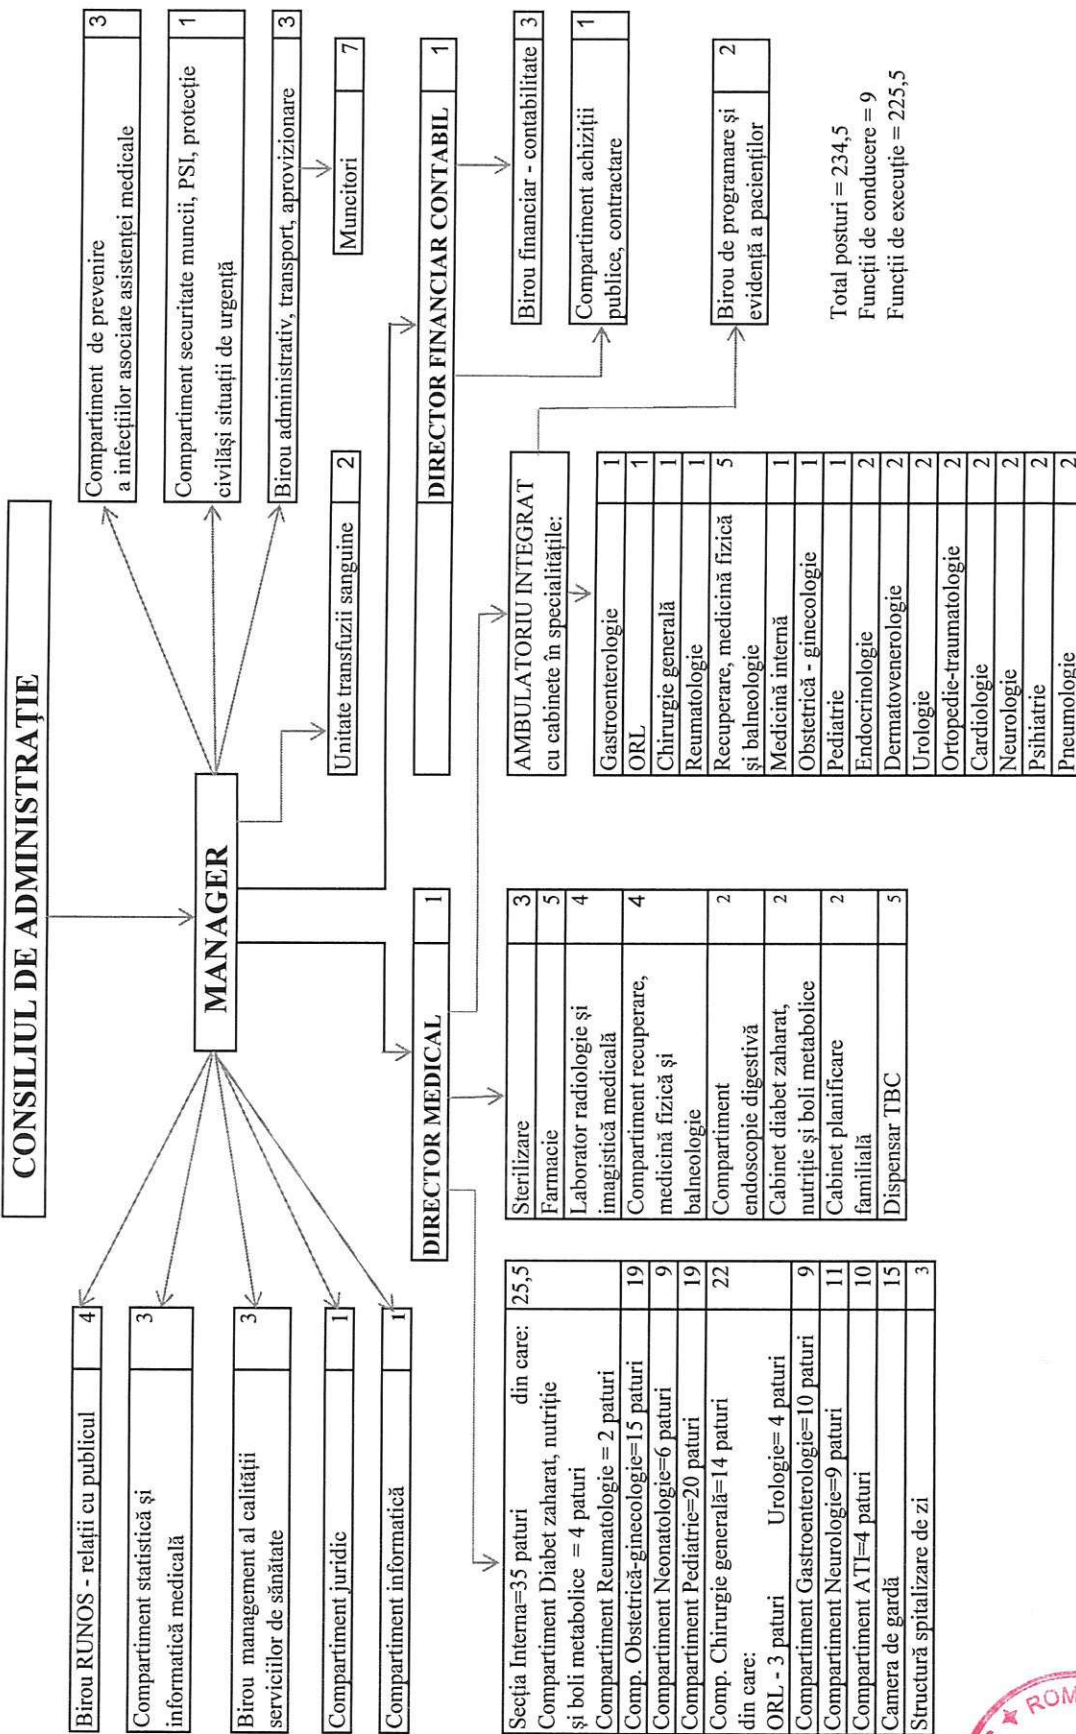 CONSILIUL DE ADMINISTRAȚIE
MANAGER
Birou RUNOS - relații cu publicul 4
Compartiment statistică și 3
informatică medicală
Birou management al calității 3
serviciilor de sănătate
Compartiment juridic 1
Compartiment informatică 1
Compartiment de prevenire 3
a infecțiilor asociate asistenței medicale
Compartiment securitate muncii, PSI, protecție 1
civilăși situații de urgență
Birou administrativ, transport, aprovizionare 3
Muncitori 7
Unitate transfuzii sanguine 2
DIRECTOR MEDICAL 1
DIRECTOR FINANCIAR CONTABIL 1
Secția Interna=35 paturi din care: 25,5
Compartiment Diabet zaharat, nutriție
și boli metabolice = 4 paturi
Compartiment Reumatologie = 2 paturi
Comp. Obstetrică-ginecologie=15 paturi 19
Compartiment Neonatologie=6 paturi 9
Compartiment Pediatrie=20 paturi 19
Comp. Chirurgie generală=14 paturi 22
din care:
ORL - 3 paturi Urologie= 4 paturi
Compartiment Gastroenterologie=10 paturi 9
Compartiment Neurologie=9 paturi 11
Compartiment ATI=4 paturi 10
Camera de gardă 15
Structură spitalizare de zi 3
Sterilizare 3
Farmacie 5
Laborator radiologie și 4
imagistică medicală
Compartiment recuperare, 4
medicină fizică și
balneologie
Compartiment 2
endoscopie digestivă
Cabinet diabet zaharat, 2
nutriție și boli metabolice
Cabinet planificare 2
familială
Dispensar TBC 5
AMBULATORIU INTEGRAT
cu cabinete în specialitățile:
Gastroenterologie 1
ORL 1
Chirurgie generală 1
Reumatologie 1
Recuperare, medicină fizică 5
și balneologie
Medicină internă 1
Obstetrică - ginecologie 1
Pediatrie 1
Endocrinologie 2
Dermatovenerologie 2
Urologie 2
Ortopedie-traumatologie 2
Cardiologie 2
Neurologie 2
Psihiatrie 2
Pneumologie 2
Birou financiar - contabilitate 3
Compartiment achiziții 1
publice, contractare
Birou de programare și 2
evidență a pacienților
Total posturi = 234,5
Funcții de conducere = 9
Funcții de execuție = 225,5